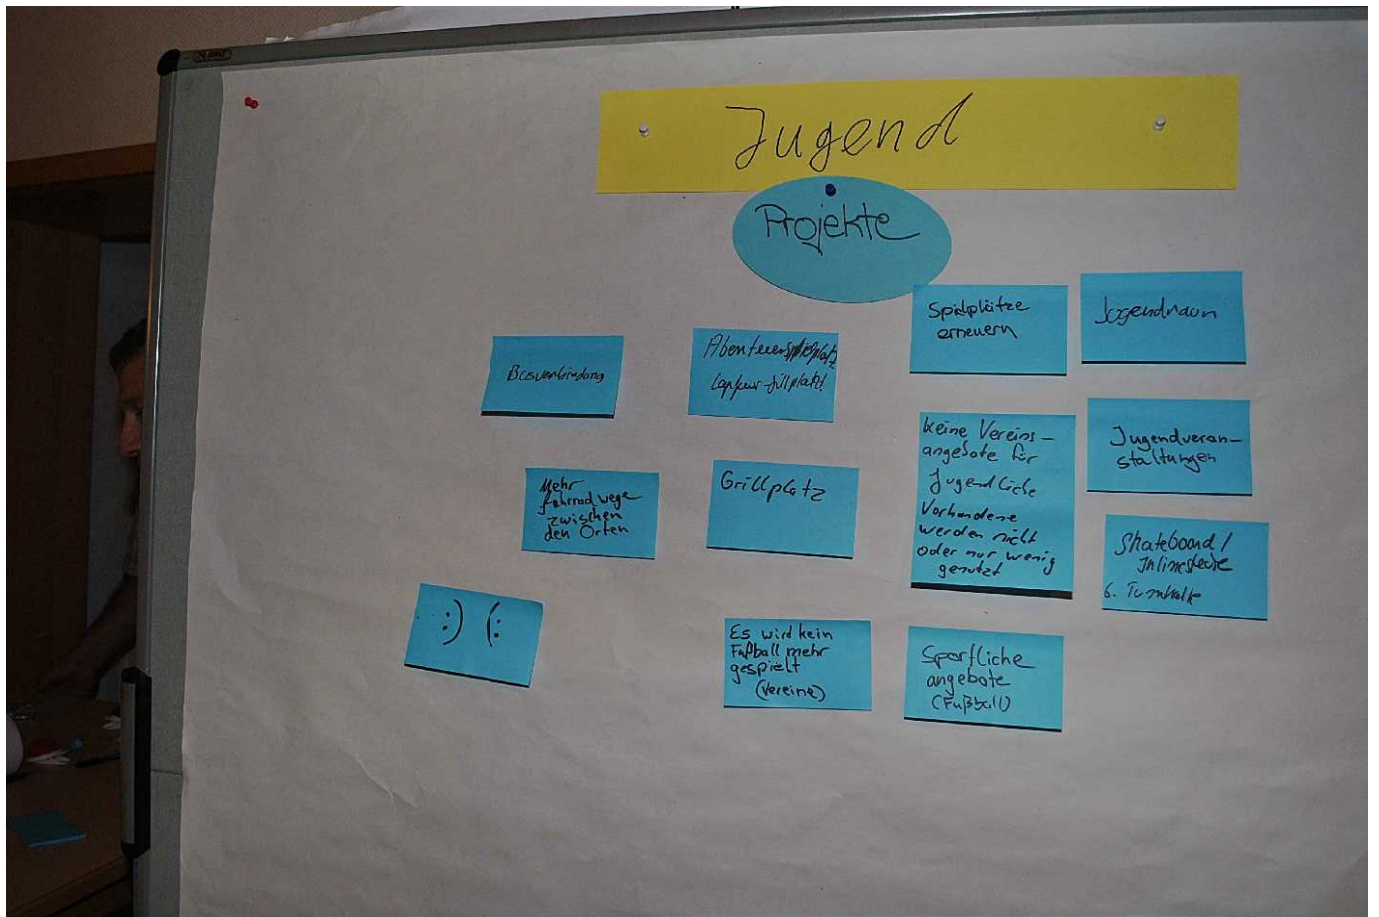 Jugend
Projekte
Spielplätze
erneuern
Jugendraum
Busverbindung
Abenteuerspielplatz
Jugendveran-
staltungen
keine Vereins-
angebote für
Jugendliche
Vorhandene
werden nicht
oder nur wenig
genutzt
Mehr
fahrradwege
zwischen
den Orten
Grillplatz
Skateboard /
Inlinestrecke
Turnhalle
:) (:
Es wird kein
Fußball mehr
gespielt
(Vereine)
Sportliche
angebote
(Fußball)